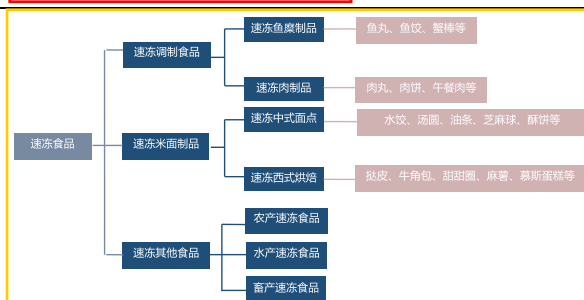 速冻鱼糜制品
鱼丸、鱼饺、蟹棒等
速冻调制食品
速冻肉制品
肉丸、肉饼、午餐肉等
速冻中式面点
水饺、汤圆、油条、芝麻球、酥饼等
速冻食品
速冻米面制品
速冻西式烘焙
挞皮、牛角包、甜甜圈、麻薯、慕斯蛋糕等
农产速冻食品
速冻其他食品
水产速冻食品
畜产速冻食品